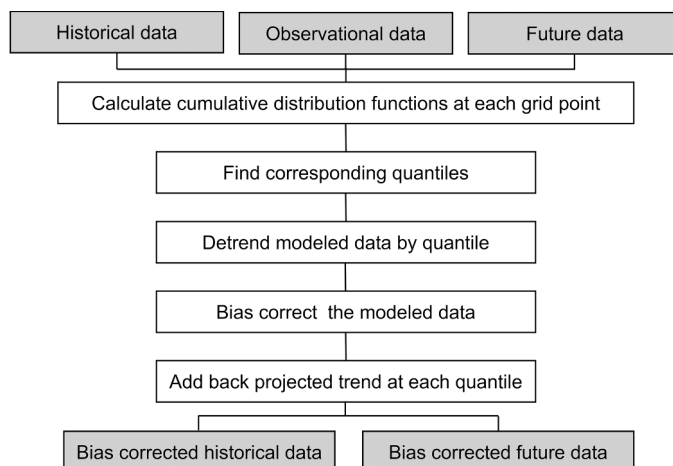 Historical data
Observational data
Future data
Calculate cumulative distribution functions at each grid point
Find corresponding quantiles
Detrend modeled data by quantile
Bias correct the modeled data
Add back projected trend at each quantile
Bias corrected historical data
Bias corrected future data